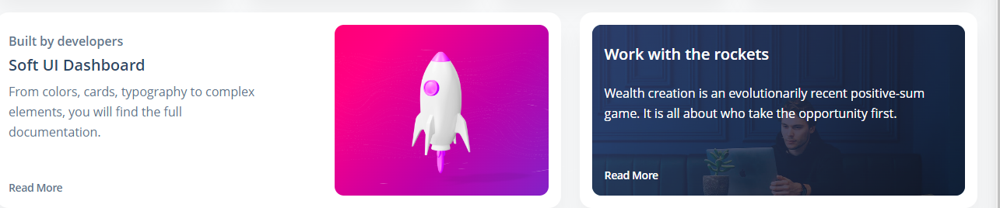 Built by developers
Soft UI Dashboard
From colors, cards, typography to complex
elements, you will find the full
documentation.
Read More
Work with the rockets
Wealth creation is an evolutionarily recent positive-sum
game. It is all about who take the opportunity first.
Read More